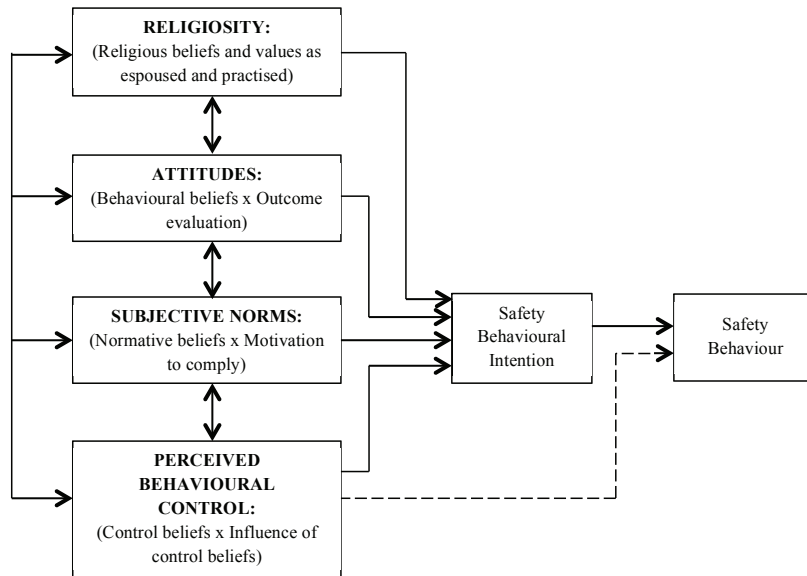 RELIGIOSITY:
(Religious beliefs and values as
espoused and practised)
ATTITUDES:
(Behavioural beliefs x Outcome
evaluation)
SUBJECTIVE NORMS:
(Normative beliefs x Motivation
to comply)
PERCEIVED
BEHAVIOURAL
CONTROL:
(Control beliefs x Influence of
control beliefs)
Safety
Behavioural
Intention
Safety
Behaviour